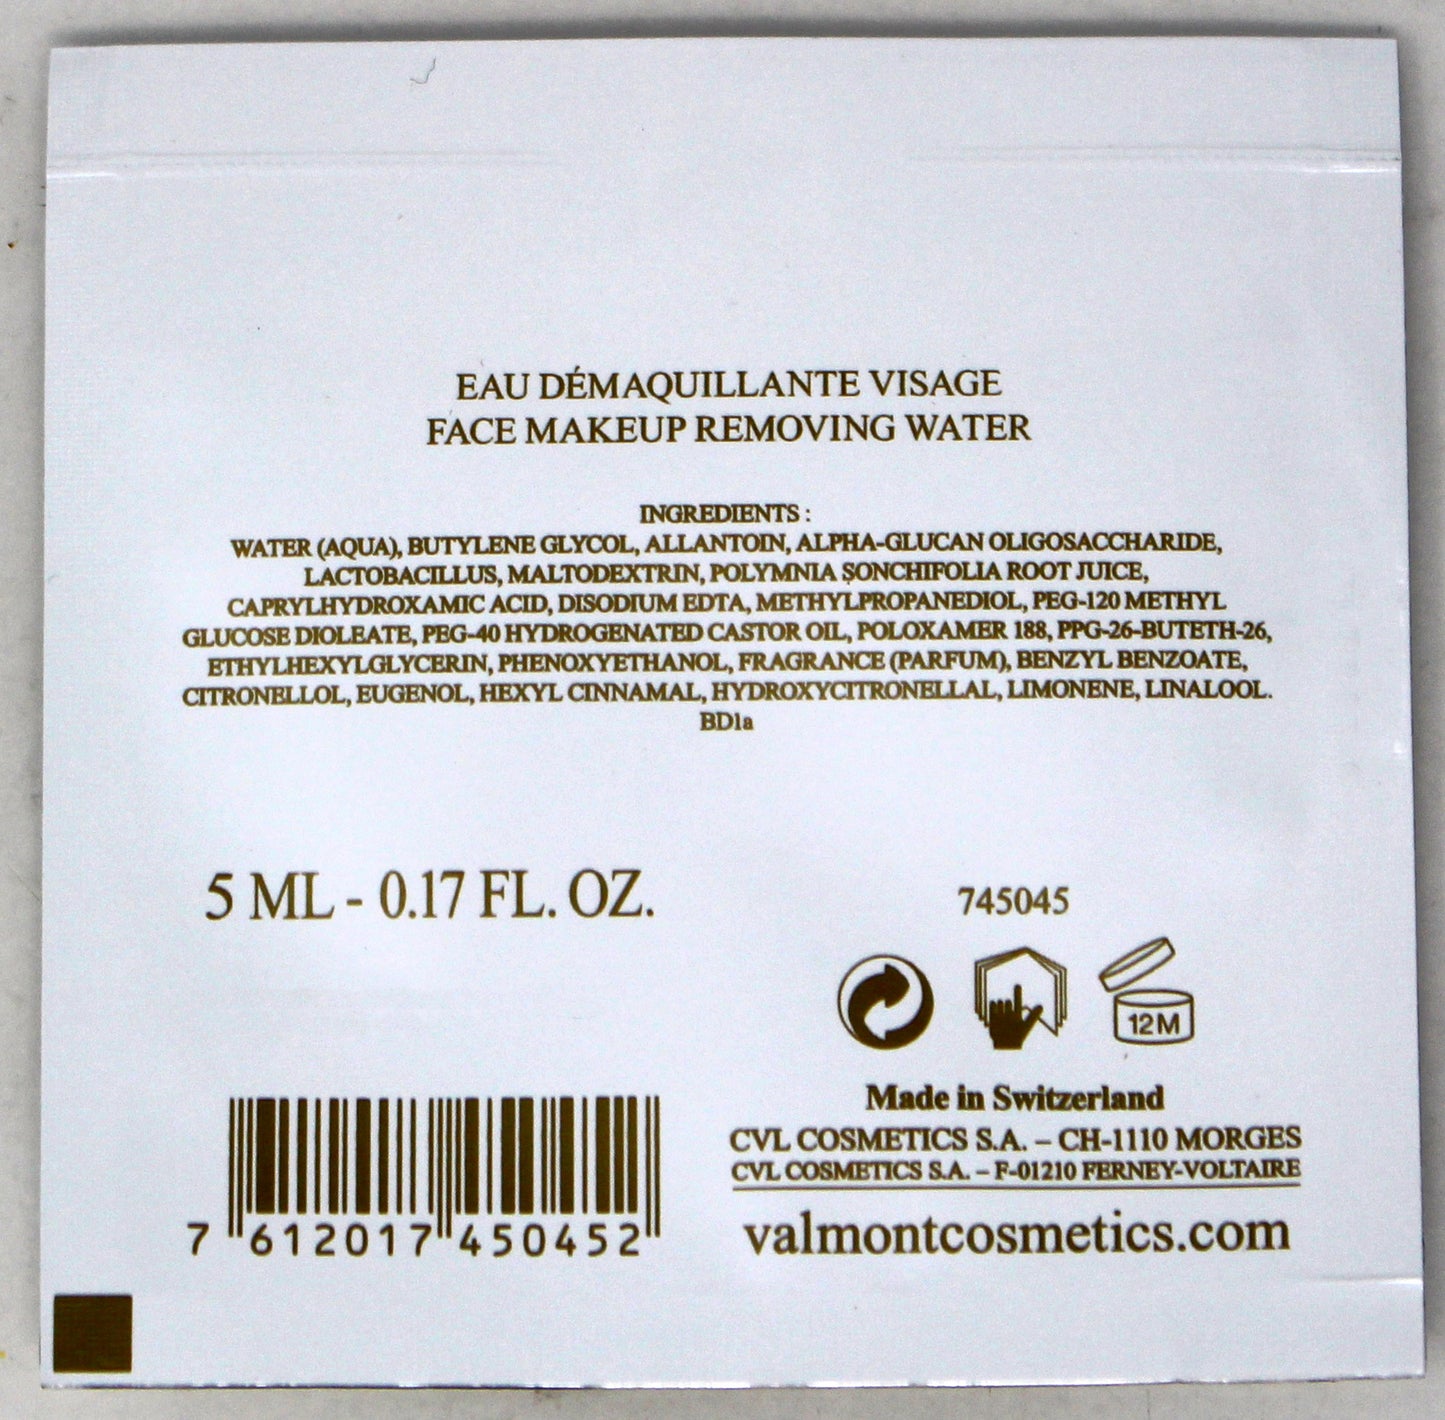 EAU DÉMAQUILLANTE VISAGE
FACE MAKEUP REMOVING WATER
INGREDIENTS :
WATER (AQUA), BUTYLENE GLYCOL, ALLANTOIN, ALPHA-GLUCAN OLIGOSACCHARIDE,
LACTOBACILLUS, MALTODEXTRIN, POLYMNIA SONCHIFOLIA ROOT JUICE,
CAPRYLHYDROXAMIC ACID, DISODIUM EDTA, METHYLPROPANEDIOL, PEG-120 METHYL
GLUCOSE DIOLEATE, PEG-40 HYDROGENATED CASTOR OIL, POLOXAMER 188, PPG-26-BUTETH-26,
ETHYLHEXYLGLYCERIN, PHENOXYETHANOL, FRAGRANCE (PARFUM), BENZYL BENZOATE,
CITRONELLOL, EUGENOL, HEXYL CINNAMAL, HYDROXYCITRONELLAL, LIMONENE, LINALOOL.
BD1a
5 ML - 0.17 FL. OZ.
745045
12M
Made in Switzerland
CVL COSMETICS S.A. – CH-1110 MORGES
CVL COSMETICS S.A. – F-01210 FERNEY-VOLTAIRE
valmontcosmetics.com
7 612017 450452